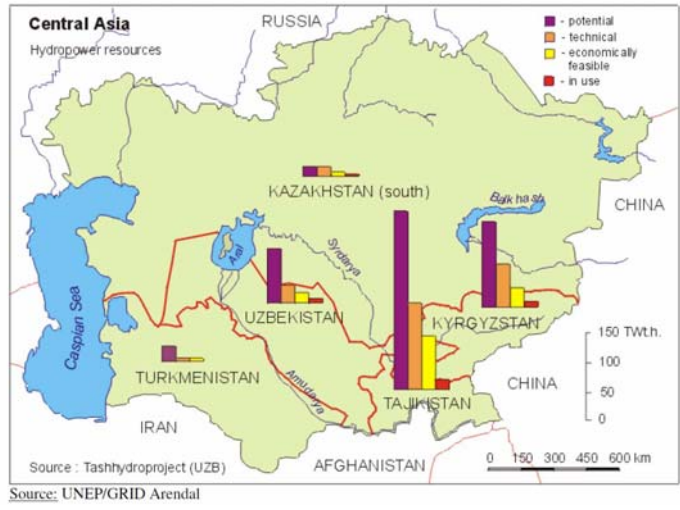 Central Asia
Hydropower resources
RUSSIA
- potential
- technical
- economically
feasible
- in use
KAZAKHSTAN (south)
Balkhash
CHINA
Aral
Syrdarya
Caspian Sea
UZBEKISTAN
KYRGYZSTAN
150 TWt.h.
100
50
0
TURKMENISTAN
Amudarya
TAJIKISTAN
CHINA
IRAN
AFGHANISTAN
Source : Tashhydroproject (UZB)
0 150 300 450 600 km
Source: UNEP/GRID Arendal